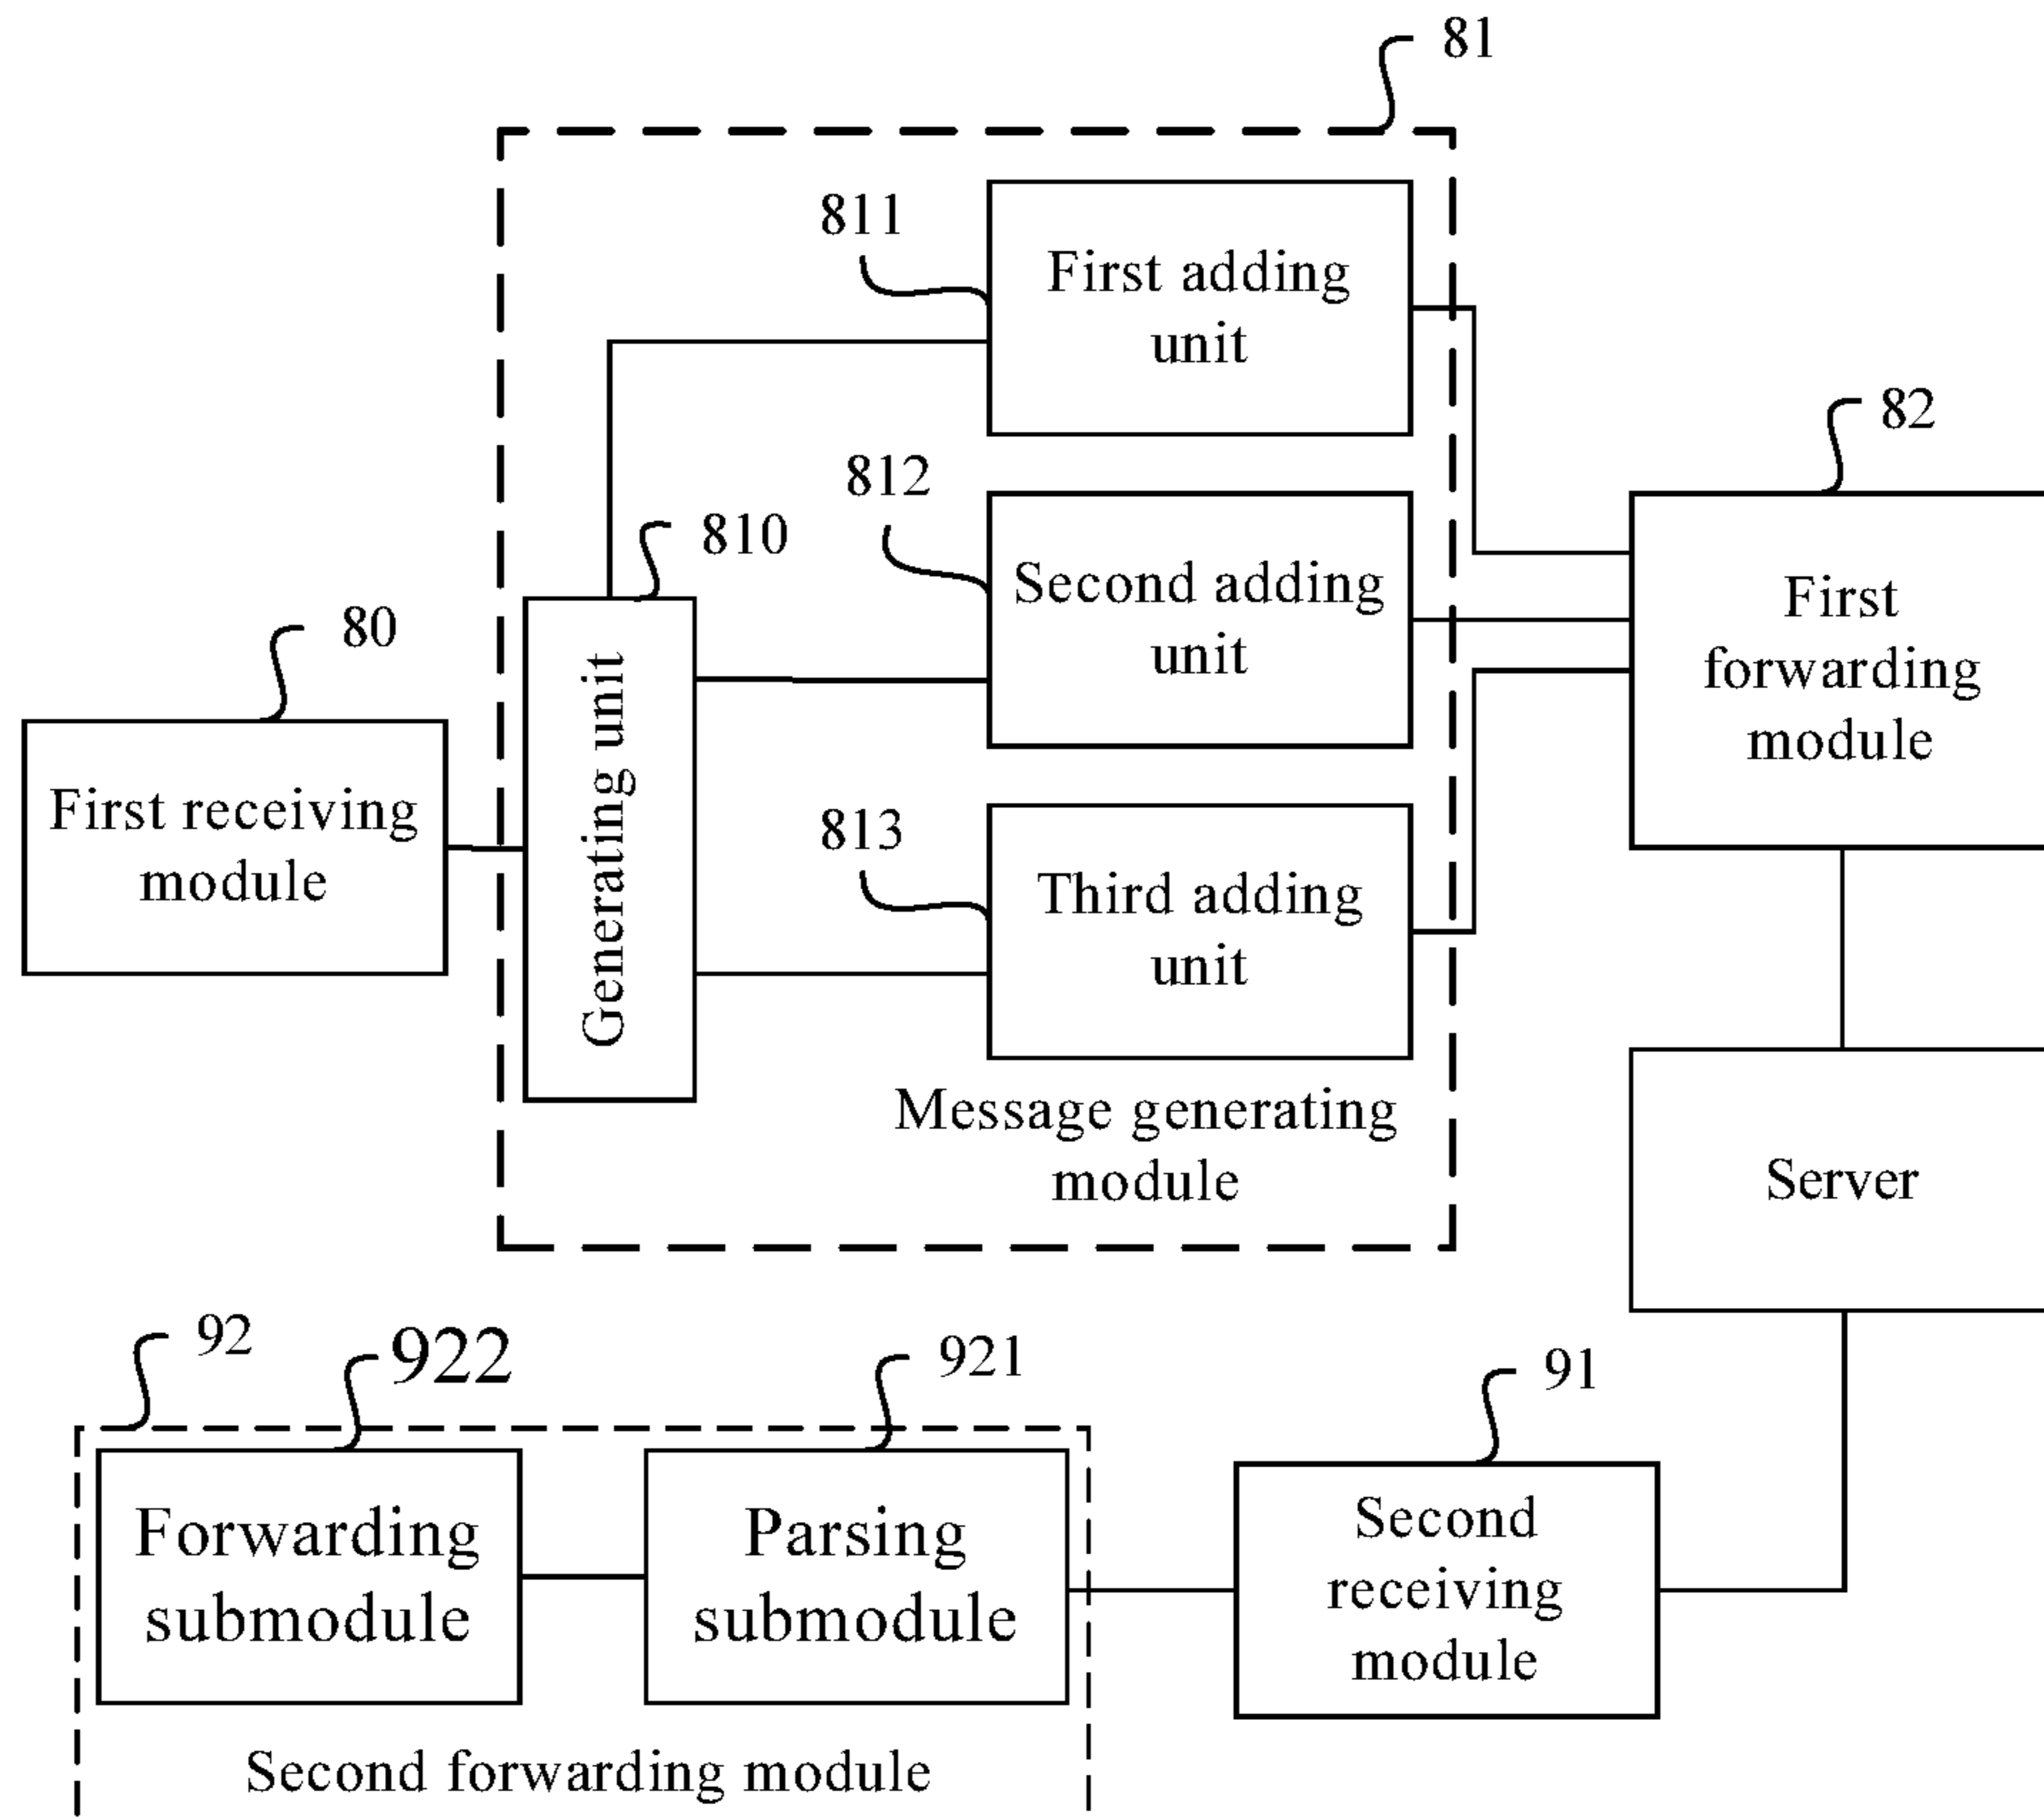 81
811
First adding
unit
82
812
810
Second adding
unit
First
forwarding
module
80
Generating unit
First receiving
module
813
Third adding
unit
Message generating
module
Server
92
922
921
91
Forwarding
submodule
Parsing
submodule
Second
receiving
module
Second forwarding module